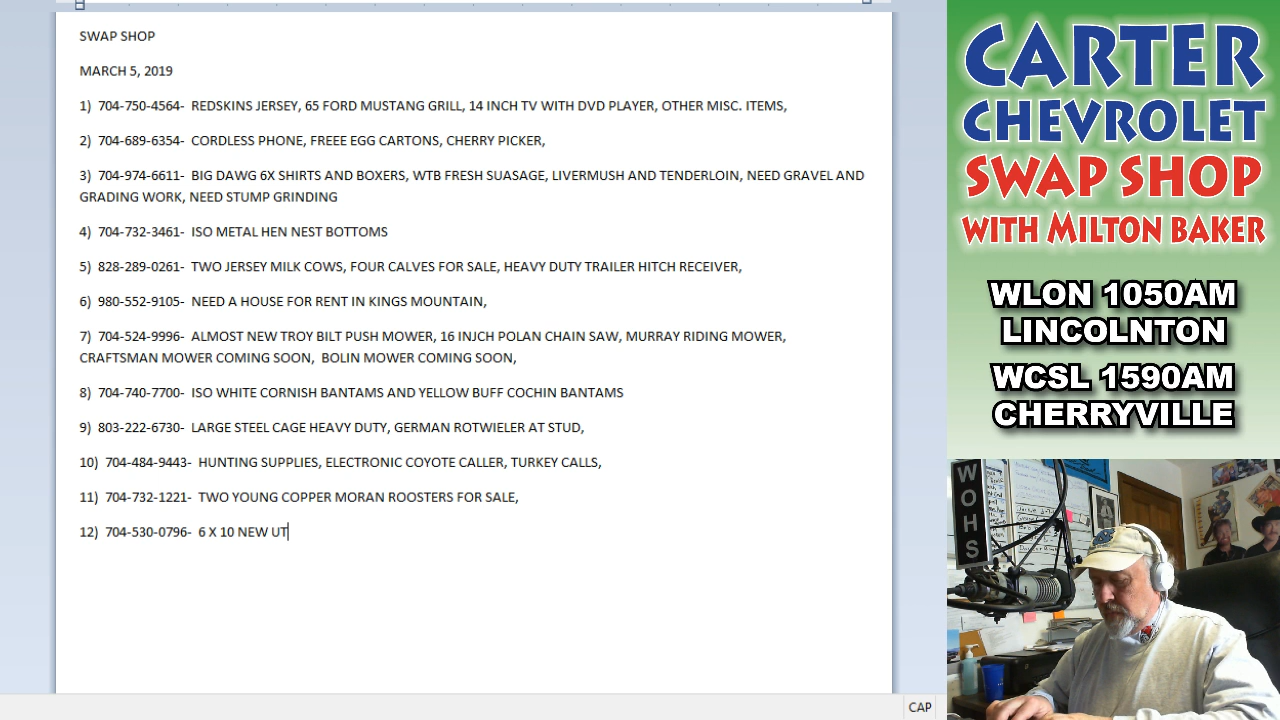 SWAP SHOP
MARCH 5, 2019
1) 704-750-4564- REDSKINS JERSEY, 65 FORD MUSTANG GRILL, 14 INCH TV WITH DVD PLAYER, OTHER MISC. ITEMS,
2) 704-689-6354- CORDLESS PHONE, FREEE EGG CARTONS, CHERRY PICKER,
3) 704-974-6611- BIG DAWG 6X SHIRTS AND BOXERS, WTB FRESH SUASAGE, LIVERMUSH AND TENDERLOIN, NEED GRAVEL AND
GRADING WORK, NEED STUMP GRINDING
4) 704-732-3461- ISO METAL HEN NEST BOTTOMS
5) 828-289-0261- TWO JERSEY MILK COWS, FOUR CALVES FOR SALE, HEAVY DUTY TRAILER HITCH RECEIVER,
6) 980-552-9105- NEED A HOUSE FOR RENT IN KINGS MOUNTAIN,
7) 704-524-9996- ALMOST NEW TROY BILT PUSH MOWER, 16 INJCH POLAN CHAIN SAW, MURRAY RIDING MOWER,
CRAFTSMAN MOWER COMING SOON, BOLIN MOWER COMING SOON,
8) 704-740-7700- ISO WHITE CORNISH BANTAMS AND YELLOW BUFF COCHIN BANTAMS
9) 803-222-6730- LARGE STEEL CAGE HEAVY DUTY, GERMAN ROTWIELER AT STUD,
10) 704-484-9443- HUNTING SUPPLIES, ELECTRONIC COYOTE CALLER, TURKEY CALLS,
11) 704-732-1221- TWO YOUNG COPPER MORAN ROOSTERS FOR SALE,
12) 704-530-0796- 6 X 10 NEW UT
CAP
CARTER
CHEVROLET
SWAP SHOP
WITH MILTON BAKER
WLON 1050AM
LINCOLNTON
WCSL 1590AM
CHERRYVILLE
WOHS